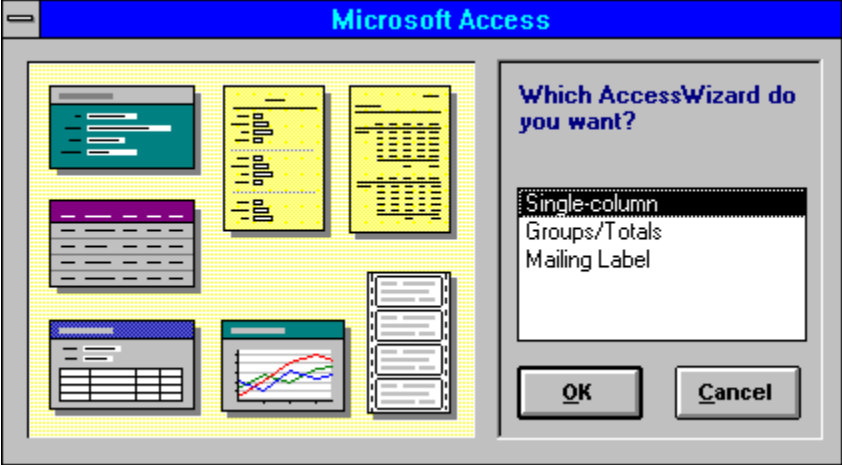 Microsoft Access
Which AccessWizard do
you want?
Single-column
Groups/Totals
Mailing Label
OK
Cancel